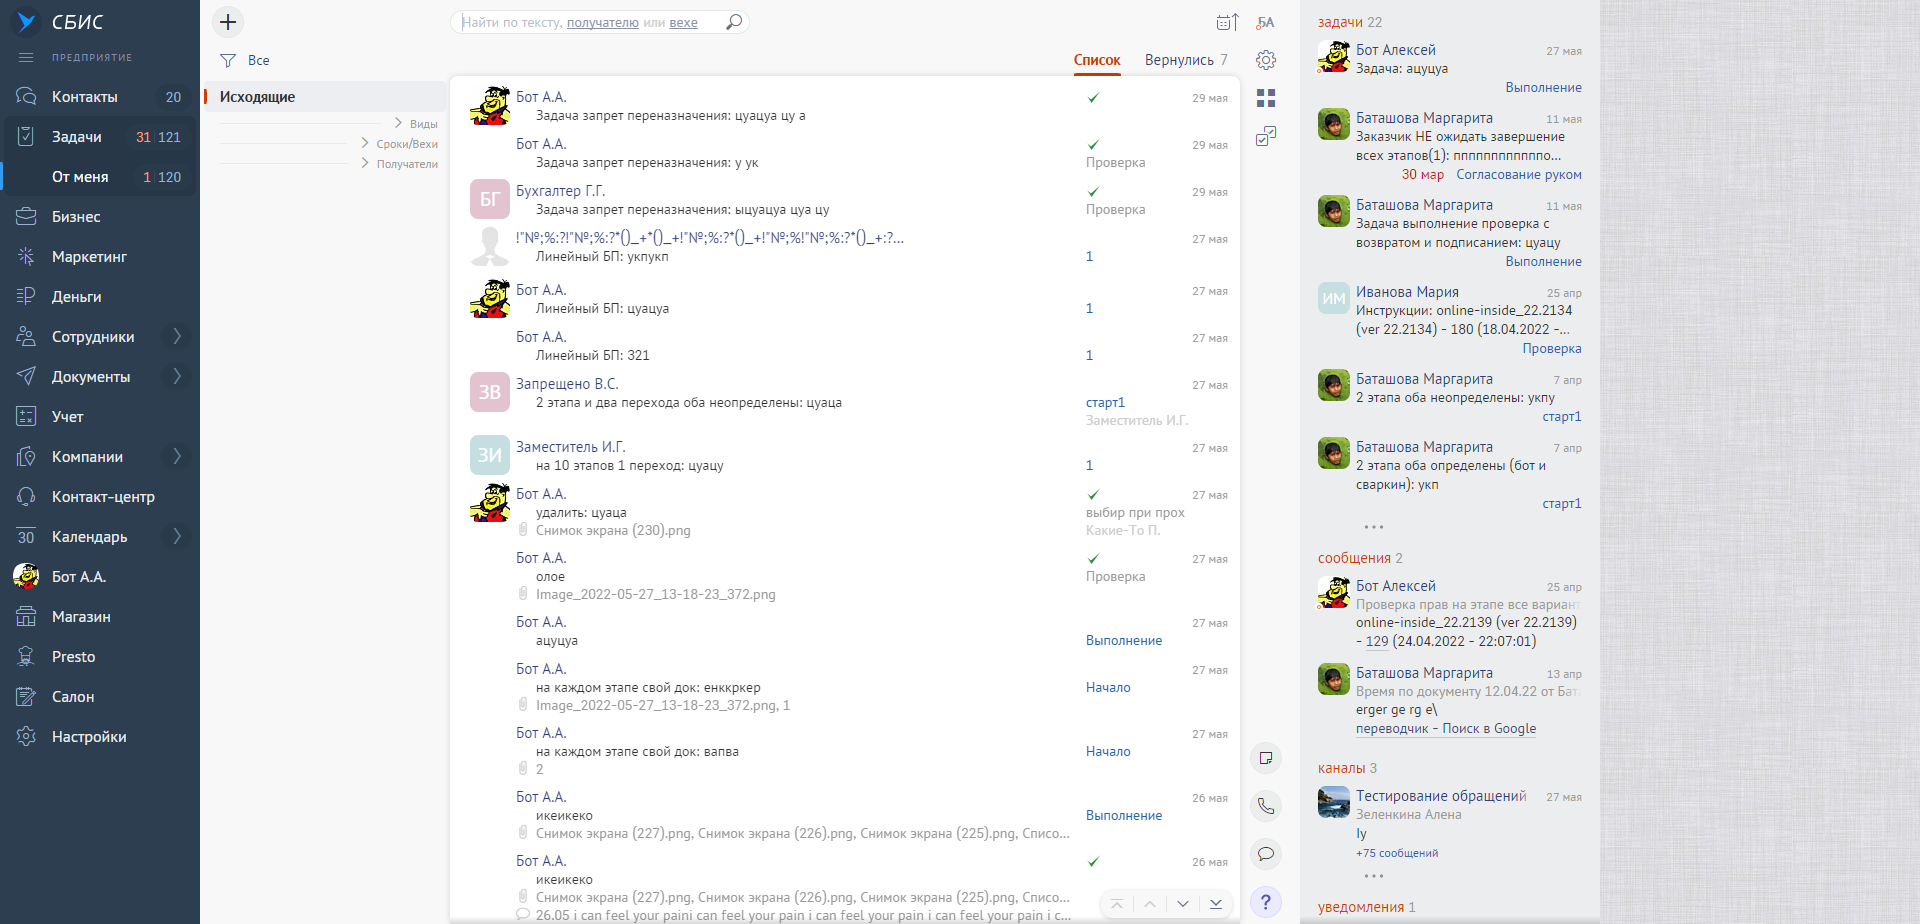 СБИС
ПРЕДПРИЯТИЕ
Контакты 20
Задачи 31 121
От меня 1 120
Бизнес
Маркетинг
Деньги
Сотрудники
Документы
Учет
Компании
Контакт-центр
30 Календарь
Бот А.А.
Магазин
Presto
Салон
Настройки
Все
Исходящие
Виды
Сроки/Вехи
Получатели
Найти по тексту, получателю или вехе
Список Вернулись 7
Бот А.А. 29 мая
Задача запрет переназначения: цуацуа цу а
Бот А.А. 29 мая
Задача запрет переназначения: у ук Проверка
БГ
Бухгалтер Г.Г. 29 мая
Задача запрет переназначения: ыцуацуа цуа цу Проверка
!"№;%:?!"№;%:?*()_+*()_+!"№;%:?*()_+!"№;%!"№;%:?*()_+:?... 27 мая
Линейный БП: укпукп 1
Бот А.А. 27 мая
Линейный БП: цуацуа 1
Бот А.А. 27 мая
Линейный БП: 321 1
ЗВ
Запрещено В.С. 27 мая
2 этапа и два перехода оба неопределены: цуаца старт1
Заместитель И.Г.
ЗИ
Заместитель И.Г. 27 мая
на 10 этапов 1 переход: цуацу 1
Бот А.А. 27 мая
удалить: цуаца выбир при прох
Снимок экрана (230).png Какие-То П.
Бот А.А. 27 мая
олое Проверка
Image_2022-05-27_13-18-23_372.png
Бот А.А. 27 мая
ацуцуа Выполнение
Бот А.А. 27 мая
на каждом этапе свой док: енккркер Начало
Image_2022-05-27_13-18-23_372.png, 1
Бот А.А. 27 мая
на каждом этапе свой док: вапва Начало
2
Бот А.А. 26 мая
икеикеко Выполнение
Снимок экрана (227).png, Снимок экрана (226).png, Снимок экрана (225).png, Списо...
Бот А.А. 26 мая
икеикеко
Снимок экрана (227).png, Снимок экрана (226).png, Снимок экрана (225).png, Списо...
26.05 i can feel your paini can feel your pain i can feel your pain i can feel your pain i c...
БА
?
задачи 22
Бот Алексей 27 мая
Задача: ацуцуа
Выполнение
Баташова Маргарита 11 мая
Заказчик НЕ ожидать завершение
всех этапов(1): ппппппппппппо...
30 мар Согласование руком
Баташова Маргарита 11 мая
Задача выполнение проверка с
возвратом и подписанием: цуацу
Выполнение
ИМ
Иванова Мария 25 апр
Инструкции: online-inside_22.2134
(ver 22.2134) - 180 (18.04.2022 -...
Проверка
Баташова Маргарита 7 апр
2 этапа оба неопределены: укпу
старт1
Баташова Маргарита 7 апр
2 этапа оба определены (бот и
сваркин): укп
старт1
сообщения 2
Бот Алексей 25 апр
Проверка прав на этапе все вариант
online-inside_22.2139 (ver 22.2139)
- 129 (24.04.2022 - 22:07:01)
Баташова Маргарита 13 апр
Время по документу 12.04.22 от Бата
erger ge rg e\
переводчик - Поиск в Google
каналы 3
Тестирование обращений 27 мая
Зеленкина Алена
Iy
+75 сообщений
уведомления 1